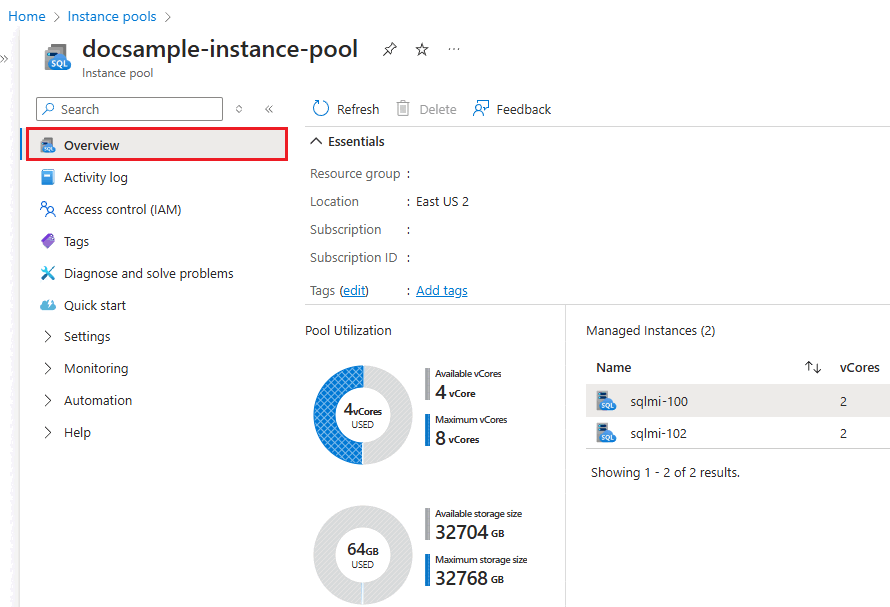 Home > Instance pools >
docsample-instance-pool ...
Instance pool
Search
Overview
Activity log
Access control (IAM)
Tags
Diagnose and solve problems
Quick start
Settings
Monitoring
Automation
Help
Refresh Delete Feedback
Essentials
Resource group :
Location : East US 2
Subscription :
Subscription ID :
Tags (edit) : Add tags
Pool Utilization
4vCores
USED
Available vCores
4 vCore
Maximum vCores
8 vCores
64GB
USED
Available storage size
32704 GB
Maximum storage size
32768 GB
Managed Instances (2)
Name vCores
sqlmi-100 2
sqlmi-102 2
Showing 1 - 2 of 2 results.